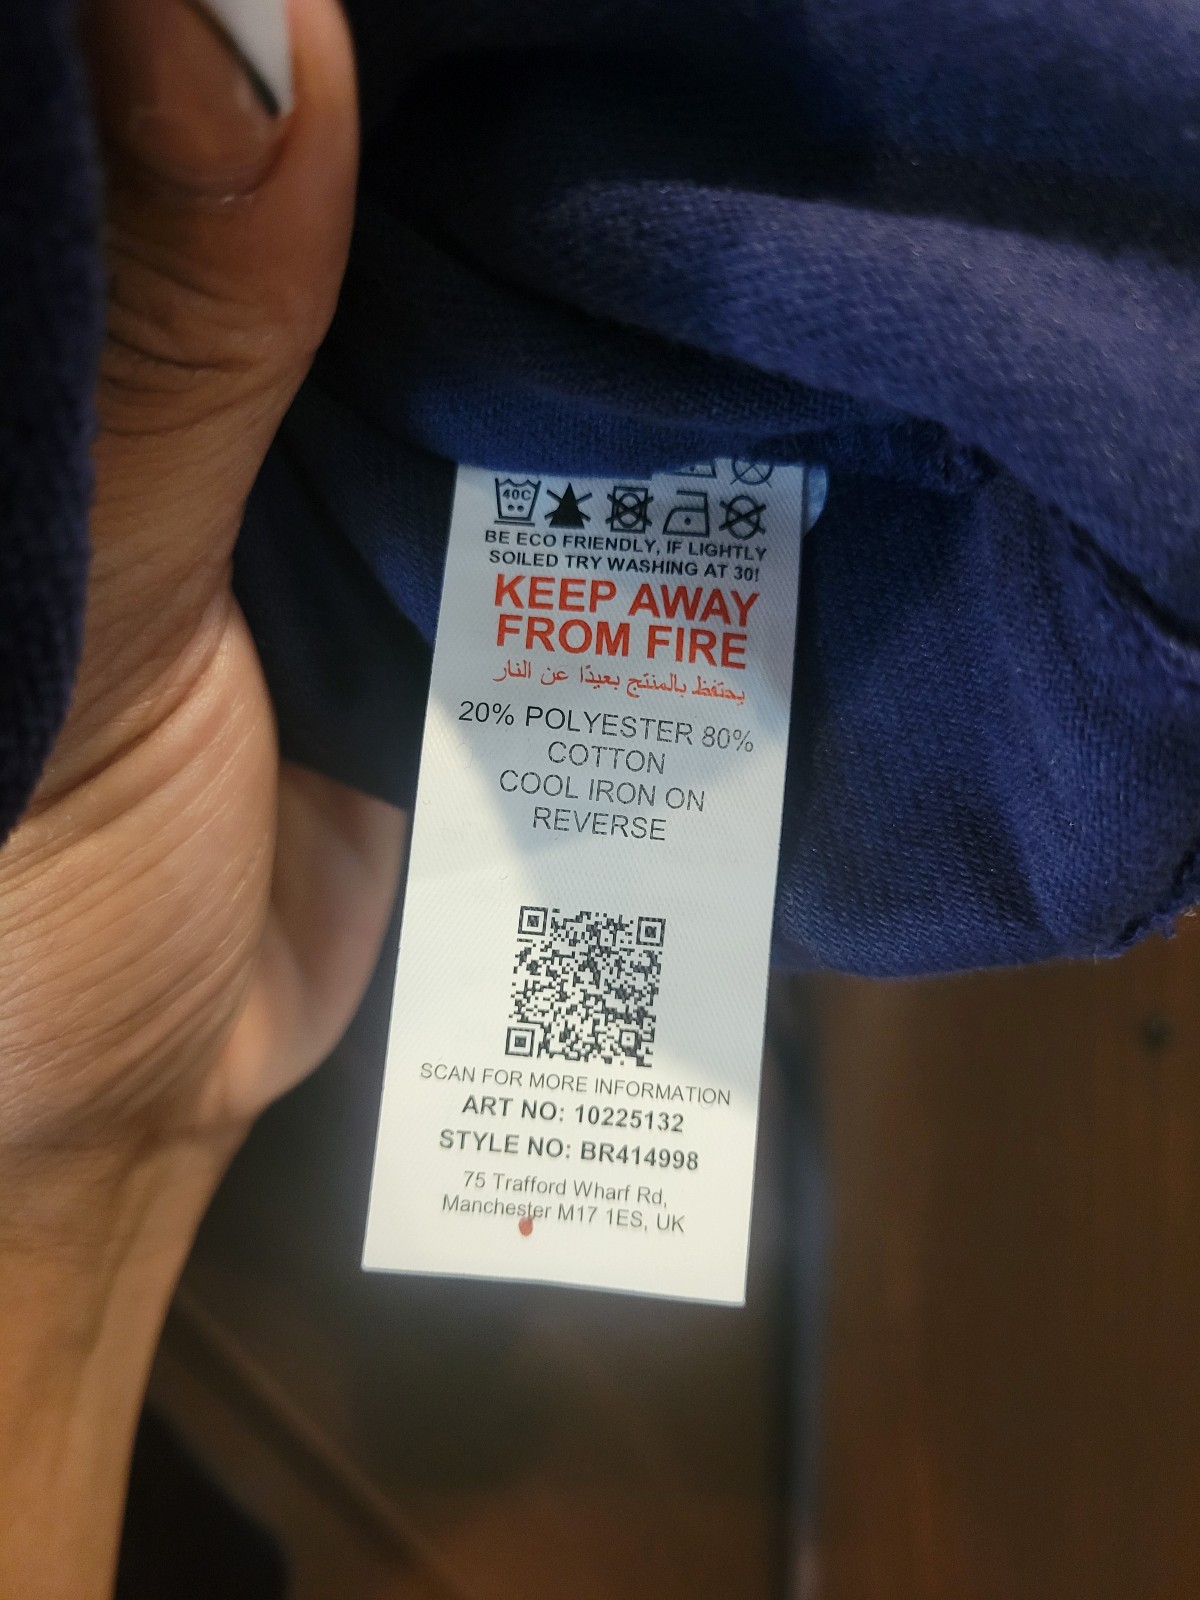 40C
BE ECO FRIENDLY, IF LIGHTLY
SOILED TRY WASHING AT 30!
KEEP AWAY
FROM FIRE
يحتفظ بالمنتج بعيدًا عن النار
20% POLYESTER 80%
COTTON
COOL IRON ON
REVERSE
SCAN FOR MORE INFORMATION
ART NO: 10225132
STYLE NO: BR414998
75 Trafford Wharf Rd,
Manchester M17 1ES, UK